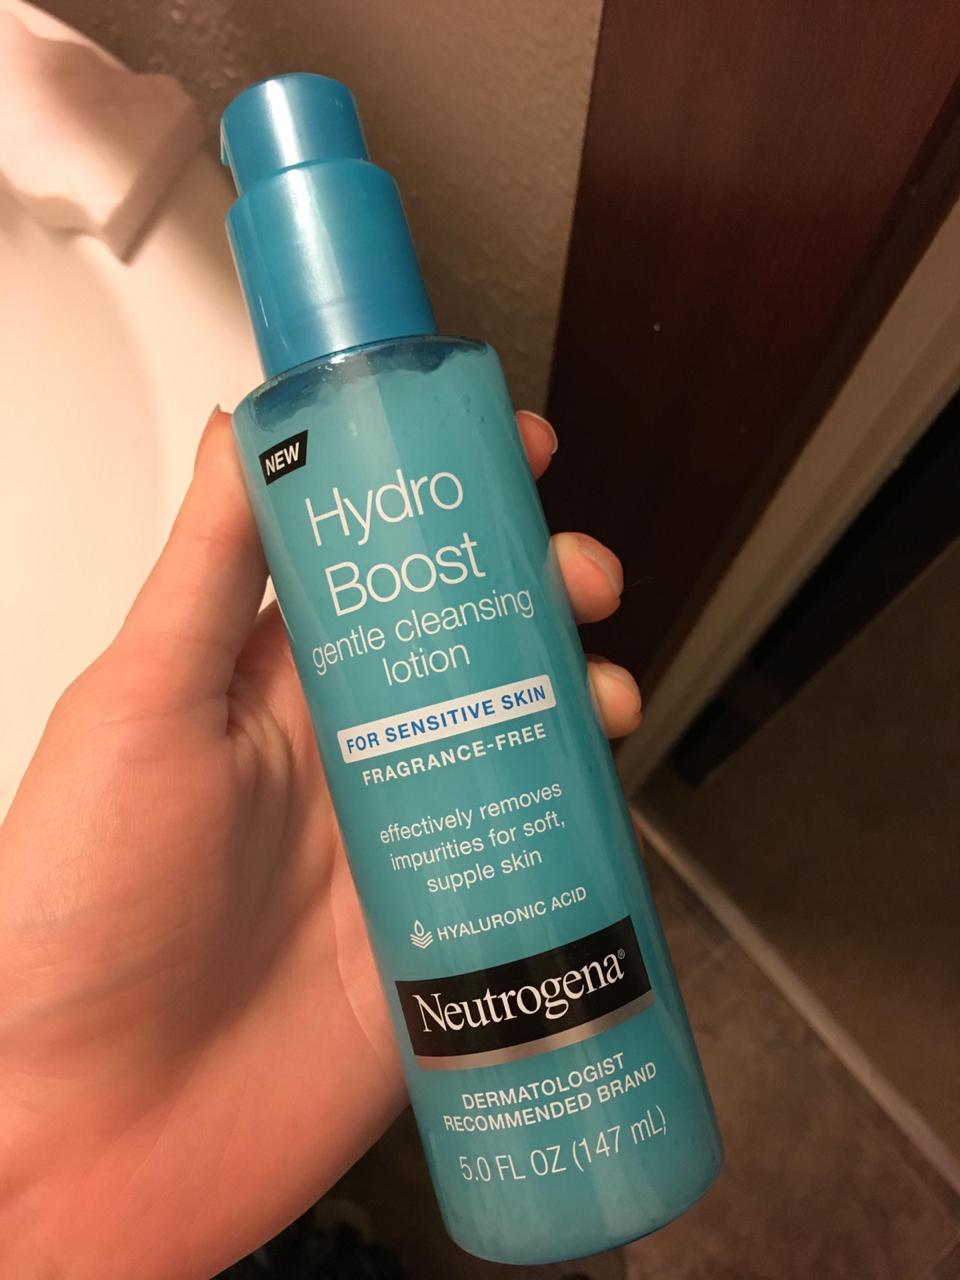 NEW
Hydro
Boost
gentle cleansing
lotion
FOR SENSITIVE SKIN
FRAGRANCE-FREE
effectively removes
impurities for soft,
supple skin
HYALURONIC ACID
Neutrogena®
DERMATOLOGIST
RECOMMENDED BRAND
5.0 FL OZ (147 mL)